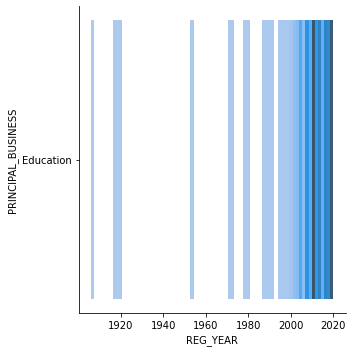 PRINCIPAL_BUSINESS
Education
1920 1940 1960 1980 2000 2020
REG_YEAR